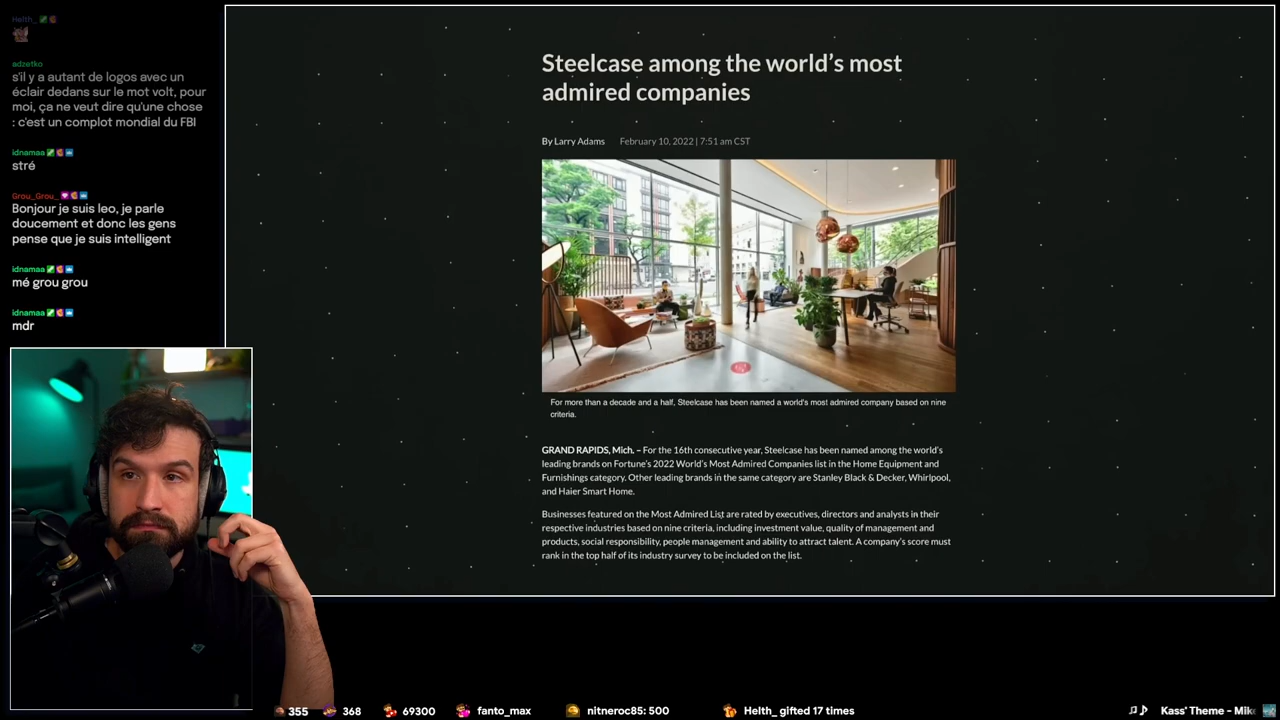 Helth_
adzetko
s'il y a autant de logos avec un
éclair dedans sur le mot volt, pour
moi, ça ne veut dire qu'une chose
: c'est un complot mondial du FBI
idnamaa
stré
Grou_Grou_
Bonjour je suis leo, je parle
doucement et donc les gens
pense que je suis intelligent
idnamaa
mé grou grou
idnamaa
mdr
Steelcase among the world's most
admired companies
By Larry Adams February 10, 2022 | 7:51 am CST
For more than a decade and a half, Steelcase has been named a world's most admired company based on nine
criteria.
GRAND RAPIDS, Mich. – For the 16th consecutive year, Steelcase has been named among the world's
leading brands on Fortune's 2022 World's Most Admired Companies list in the Home Equipment and
Furnishings category. Other leading brands in the same category are Stanley Black & Decker, Whirlpool,
and Haier Smart Home.
Businesses featured on the Most Admired List are rated by executives, directors and analysts in their
respective industries based on nine criteria, including investment value, quality of management and
products, social responsibility, people management and ability to attract talent. A company's score must
rank in the top half of its industry survey to be included on the list.
355 368 69300 fanto_max nitneroc85: 500 Helth_ gifted 17 times Kass' Theme - Mik